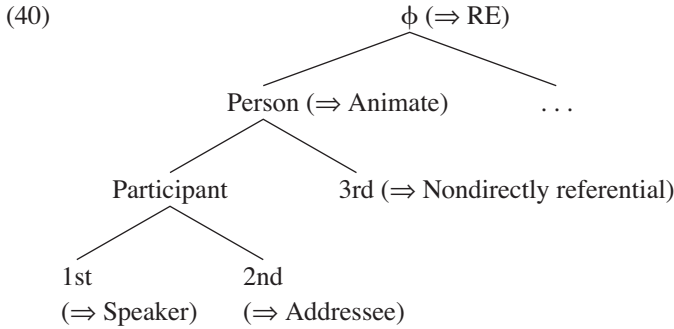 (40) ϕ (⇒ RE)
Person (⇒ Animate) . . .
Participant 3rd (⇒ Nondirectly referential)
1st 2nd
(⇒ Speaker) (⇒ Addressee)